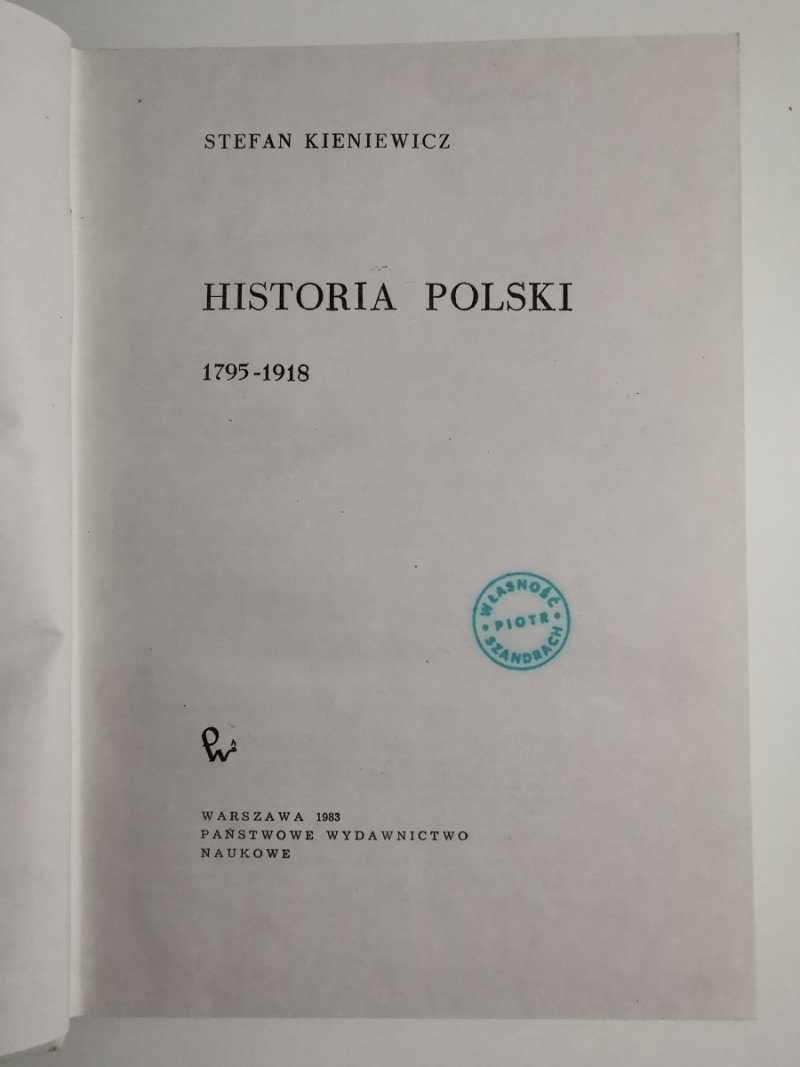 STEFAN KIENIEWICZ
HISTORIA POLSKI
1795-1918
WŁASNOŚĆ
PIOTR
SZANDRACH
WARSZAWA 1983
PAŃSTWOWE WYDAWNICTWO
NAUKOWE